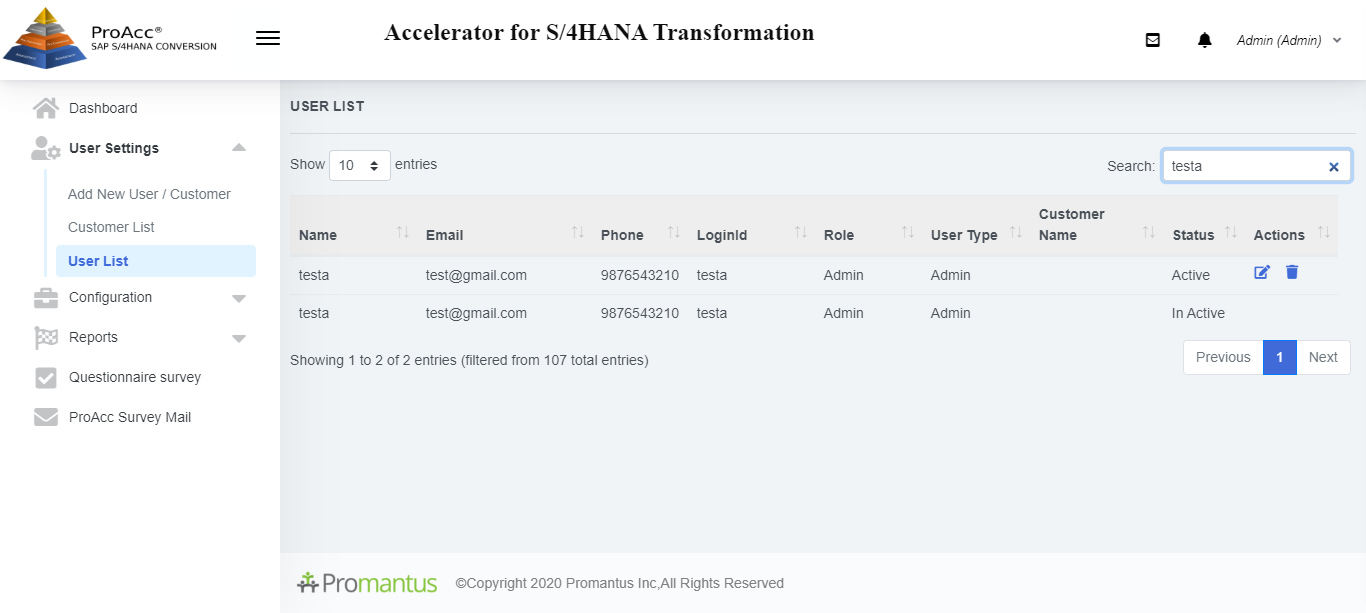 ProAcc®
SAP S/4HANA CONVERSION
Accelerator for S/4HANA Transformation
Admin (Admin)
Dashboard
User Settings
Add New User / Customer
Customer List
User List
Configuration
Reports
Questionnaire survey
ProAcc Survey Mail
USER LIST
Show 10 entries
Search: testa
Name Email Phone LoginId Role User Type Customer Name Status Actions
testa test@gmail.com 9876543210 testa Admin Admin Active
testa test@gmail.com 9876543210 testa Admin Admin In Active
Showing 1 to 2 of 2 entries (filtered from 107 total entries)
Previous 1 Next
Promantus ©Copyright 2020 Promantus Inc,All Rights Reserved